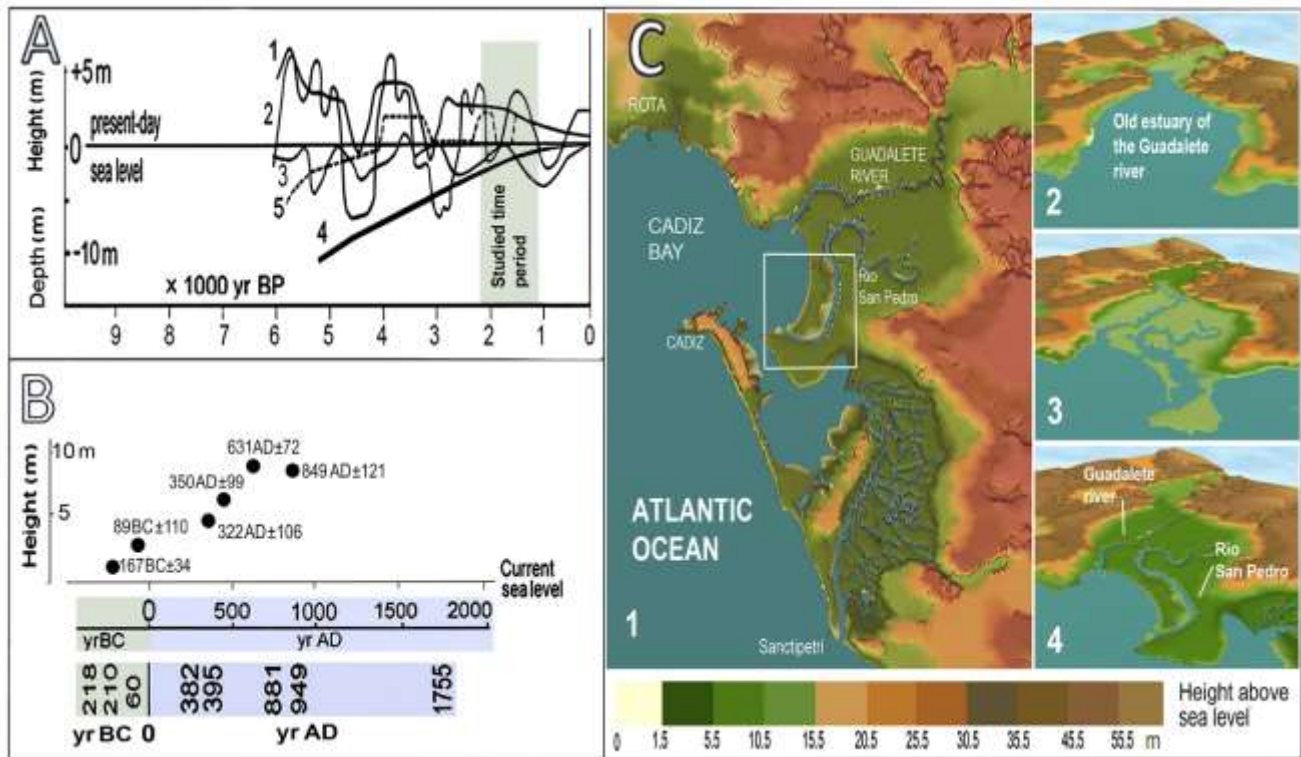 A
+5 m
0
-10 m
Height (m)
Depth (m)
present-day
sea level
1
2
3
5
4
Studied time
period
× 1000 yr BP
9 8 7 6 5 4 3 2 1 0
B
Height (m)
10 m
5
631AD±72
849 AD±121
350AD±99
322AD±106
89BC±110
167BC±34
Current
sea level
0 500 1000 1500 2000
yrBC yr AD
218 210 60 382 395 881 949 1755
yr BC 0 yr AD
C
ROTA
GUADALETE
RIVER
CADIZ
BAY
Rio
San Pedro
CADIZ
ATLANTIC
OCEAN
1
Sanctipetri
Old estuary of
the Guadalete
river
2
3
Guadalete
river
Rio
San Pedro
4
Height above
sea level
0 1.5 5.5 10.5 15.5 20.5 25.5 30.5 35.5 45.5 55.5 m